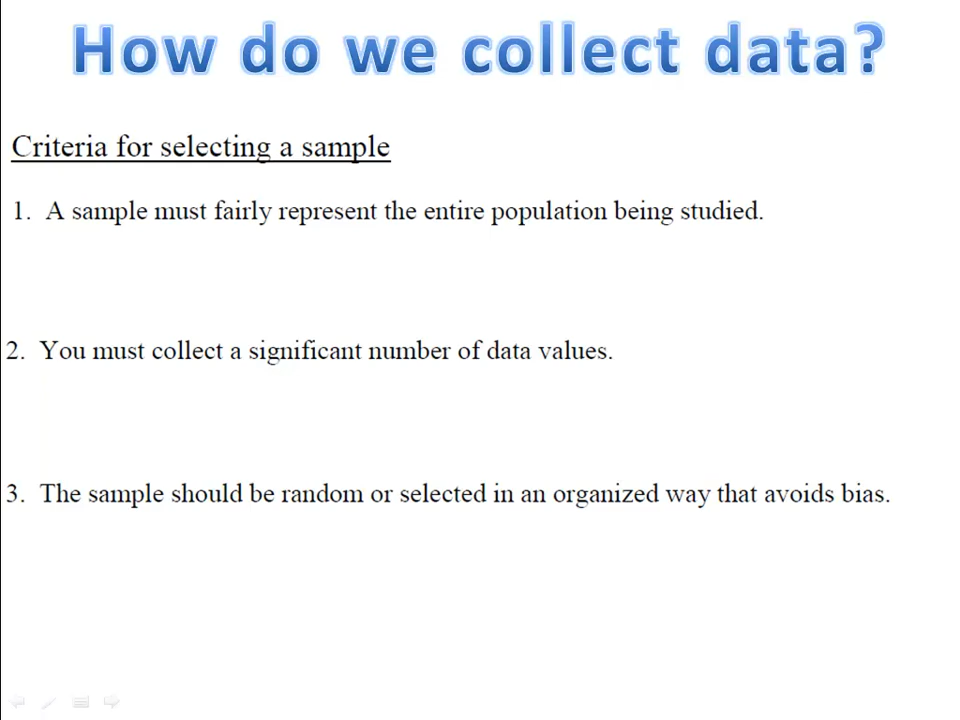 How do we collect data?
Criteria for selecting a sample
1. A sample must fairly represent the entire population being studied.
2. You must collect a significant number of data values.
3. The sample should be random or selected in an organized way that avoids bias.